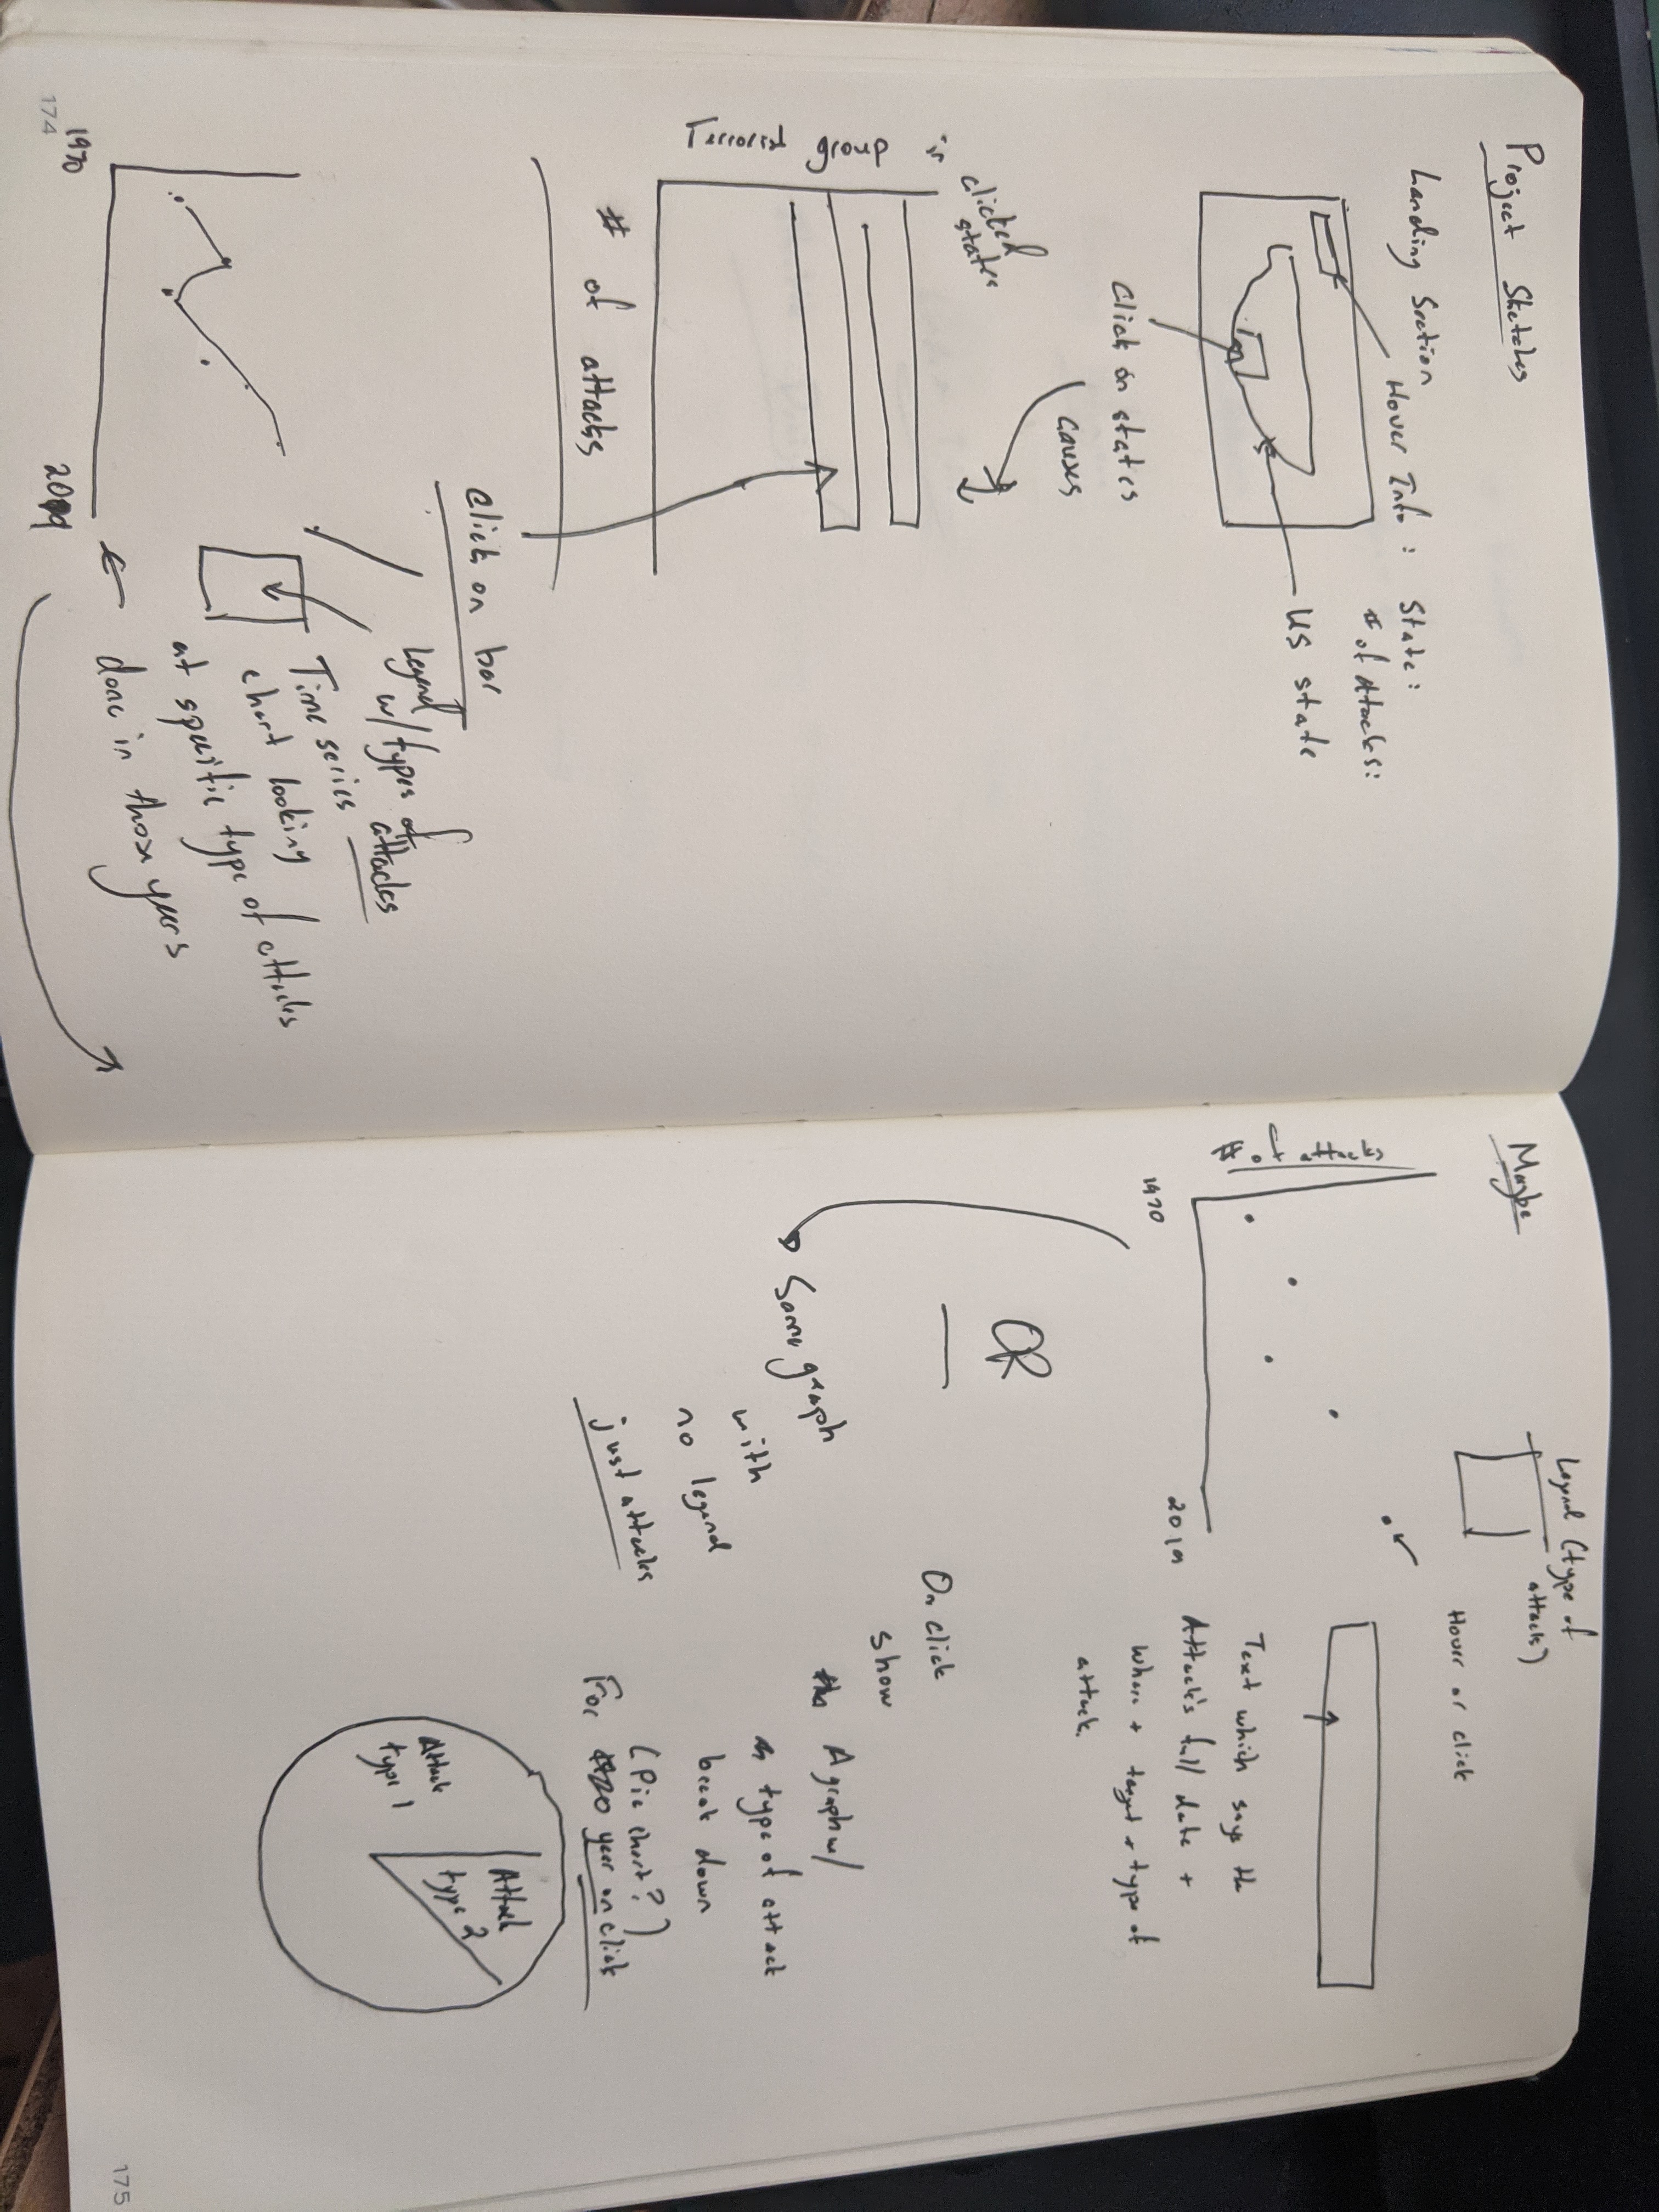 Project Sketches
Landing Section
Hover Info :
State:
# of attacks:
US state
Click on states
causes
clicked
states
Terrorist group in
# of attacks
Click on bar
Legend
w/ types of
attacks
Time series
chart looking
at specific type of attacks
done in those years
1970
2019
174
Maybe
Legend (type of
attacks)
Hover or click
# of attacks
1970
2019
Text which says the
Attack's full date +
where + target + type of
attack.
OR
Same graph
with
no legend
just attacks
On click
show
A graph w/
type of attack
break down
(Pie chart?)
For year on click
Attack
type 1
Attack
type 2
175